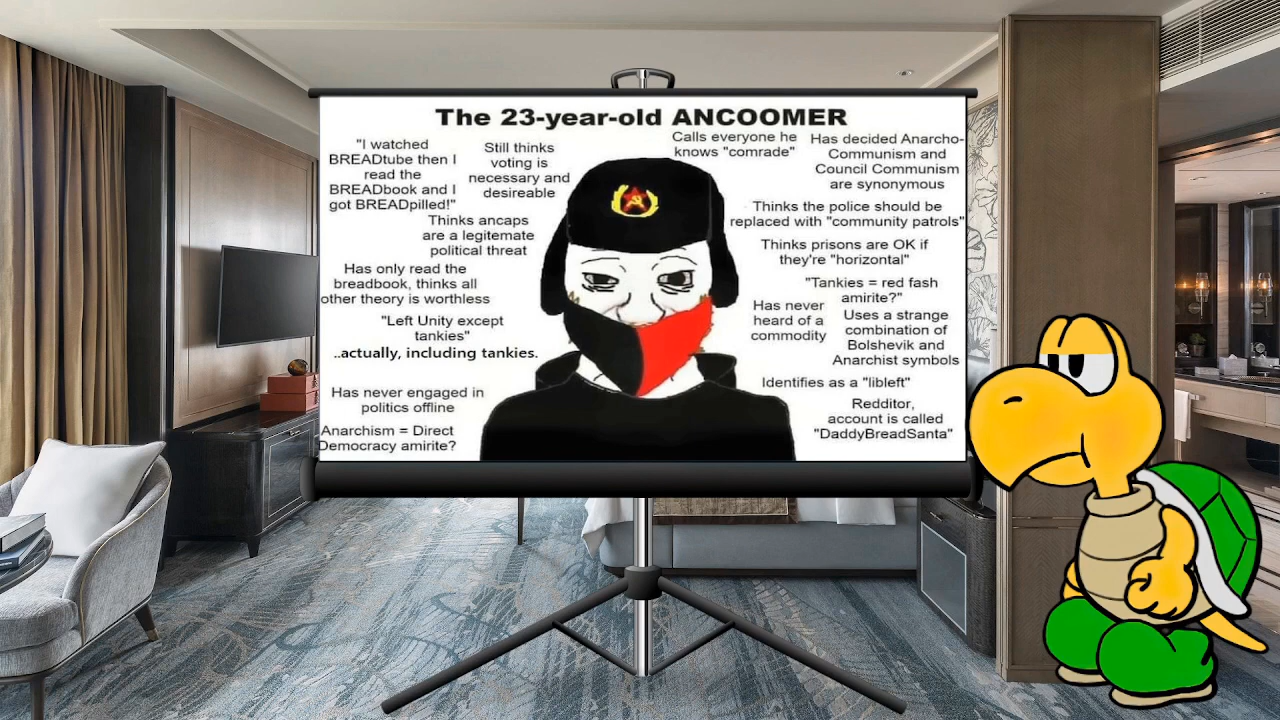 The 23-year-old ANCOOMER
"I watched
BREADtube then I
read the
BREADbook and I
got BREADpilled!"
Still thinks
voting is
necessary and
desireable
Calls everyone he
knows "comrade"
Has decided Anarcho-
Communism and
Council Communism
are synonymous
Thinks ancaps
are a legitemate
political threat
Thinks the police should be
replaced with "community patrols"
Has only read the
breadbook, thinks all
other theory is worthless
Thinks prisons are OK if
they're "horizontal"
"Tankies = red fash
amirite?"
"Left Unity except
tankies"
..actually, including tankies.
Has never
heard of a
commodity
Uses a strange
combination of
Bolshevik and
Anarchist symbols
Has never engaged in
politics offline
Identifies as a "libleft"
Anarchism = Direct
Democracy amirite?
Redditor,
account is called
"DaddyBreadSanta"